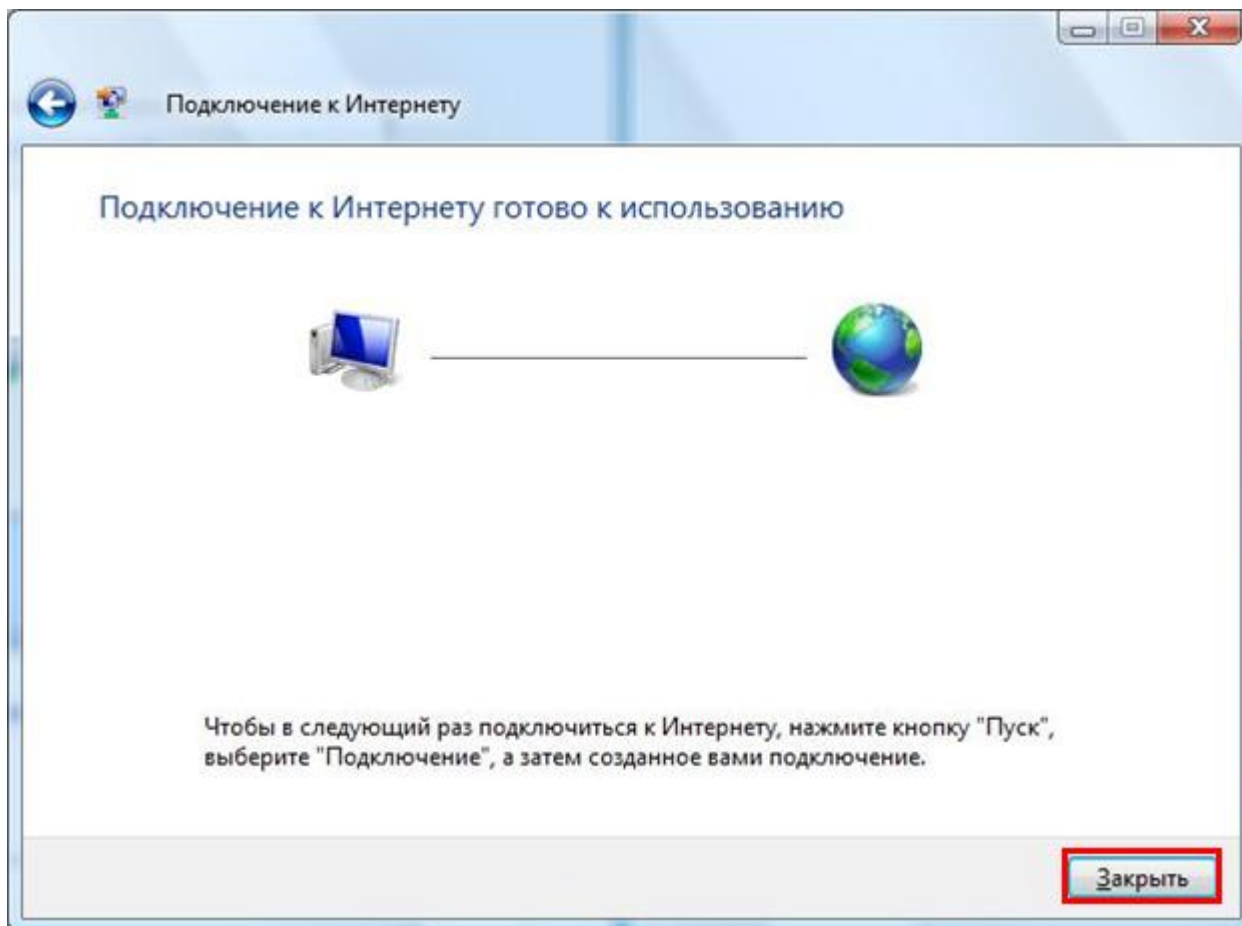 Подключение к Интернету
Подключение к Интернету готово к использованию
Чтобы в следующий раз подключиться к Интернету, нажмите кнопку "Пуск",
выберите "Подключение", а затем созданное вами подключение.
Закрыть